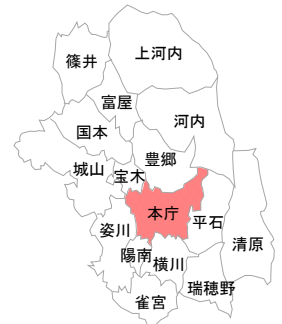 上河内
篠井
富屋
河内
国本
豊郷
城山
宝木
本庁
平石
姿川
清原
陽南
横川
瑞穂野
雀宮